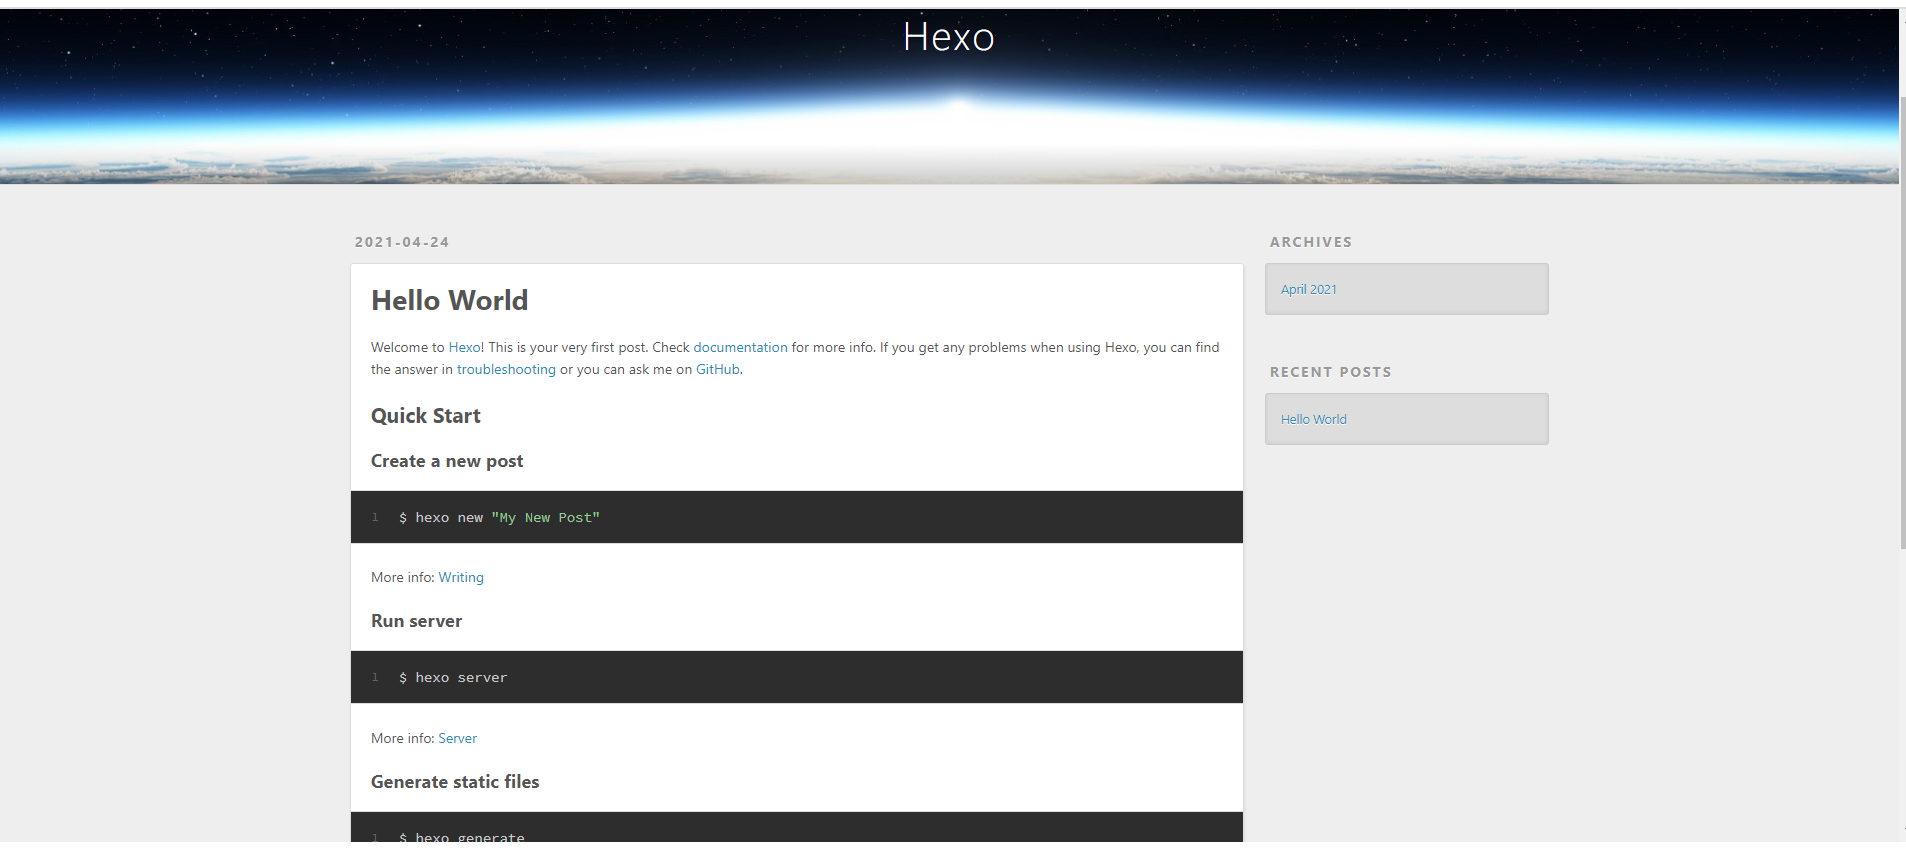 Hexo
2021-04-24
Hello World
Welcome to Hexo! This is your very first post. Check documentation for more info. If you get any problems when using Hexo, you can find
the answer in troubleshooting or you can ask me on GitHub.
Quick Start
Create a new post
1 $ hexo new "My New Post"
More info: Writing
Run server
1 $ hexo server
More info: Server
Generate static files
1 $ hexo generate
ARCHIVES
April 2021
RECENT POSTS
Hello World